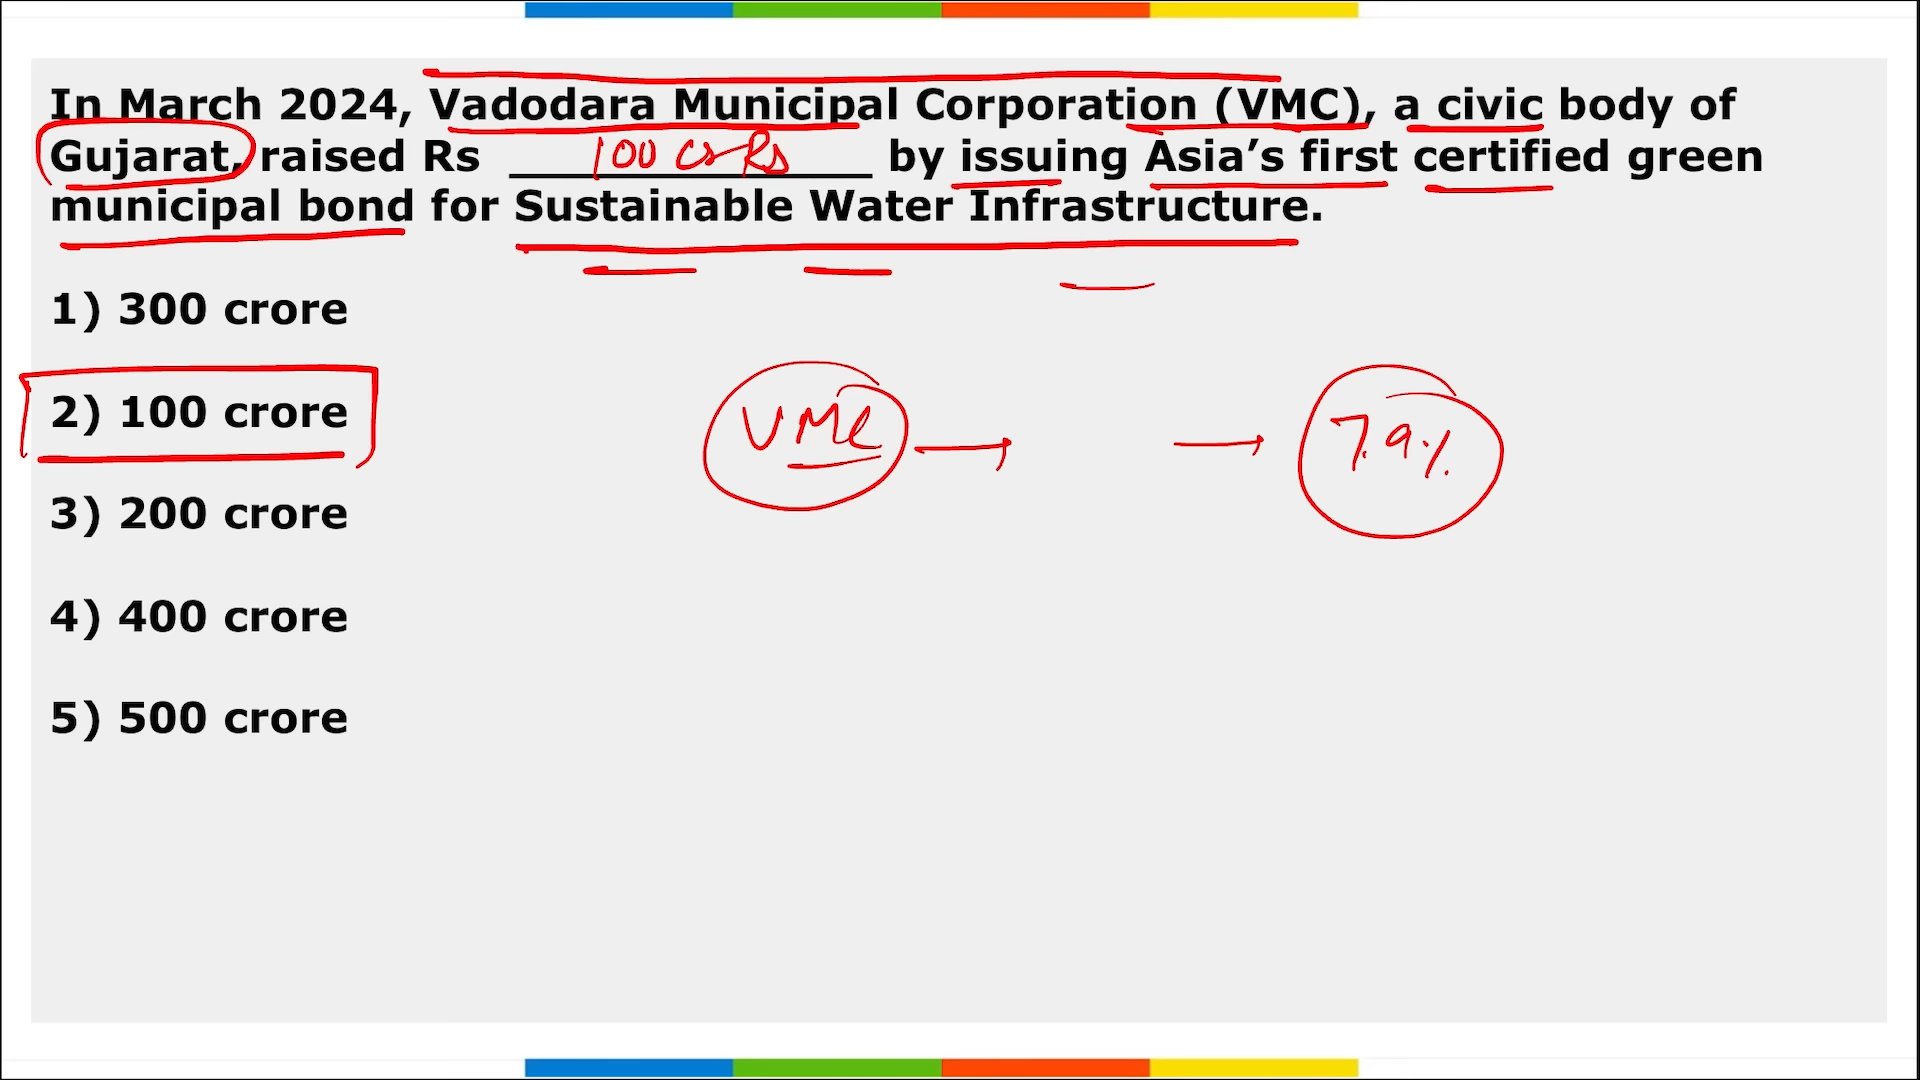 In March 2024, Vadodara Municipal Corporation (VMC), a civic body of
Gujarat, raised Rs 100 cr Rs by issuing Asia’s first certified green
municipal bond for Sustainable Water Infrastructure.
1) 300 crore
2) 100 crore
VMC → → 7.9%
3) 200 crore
4) 400 crore
5) 500 crore